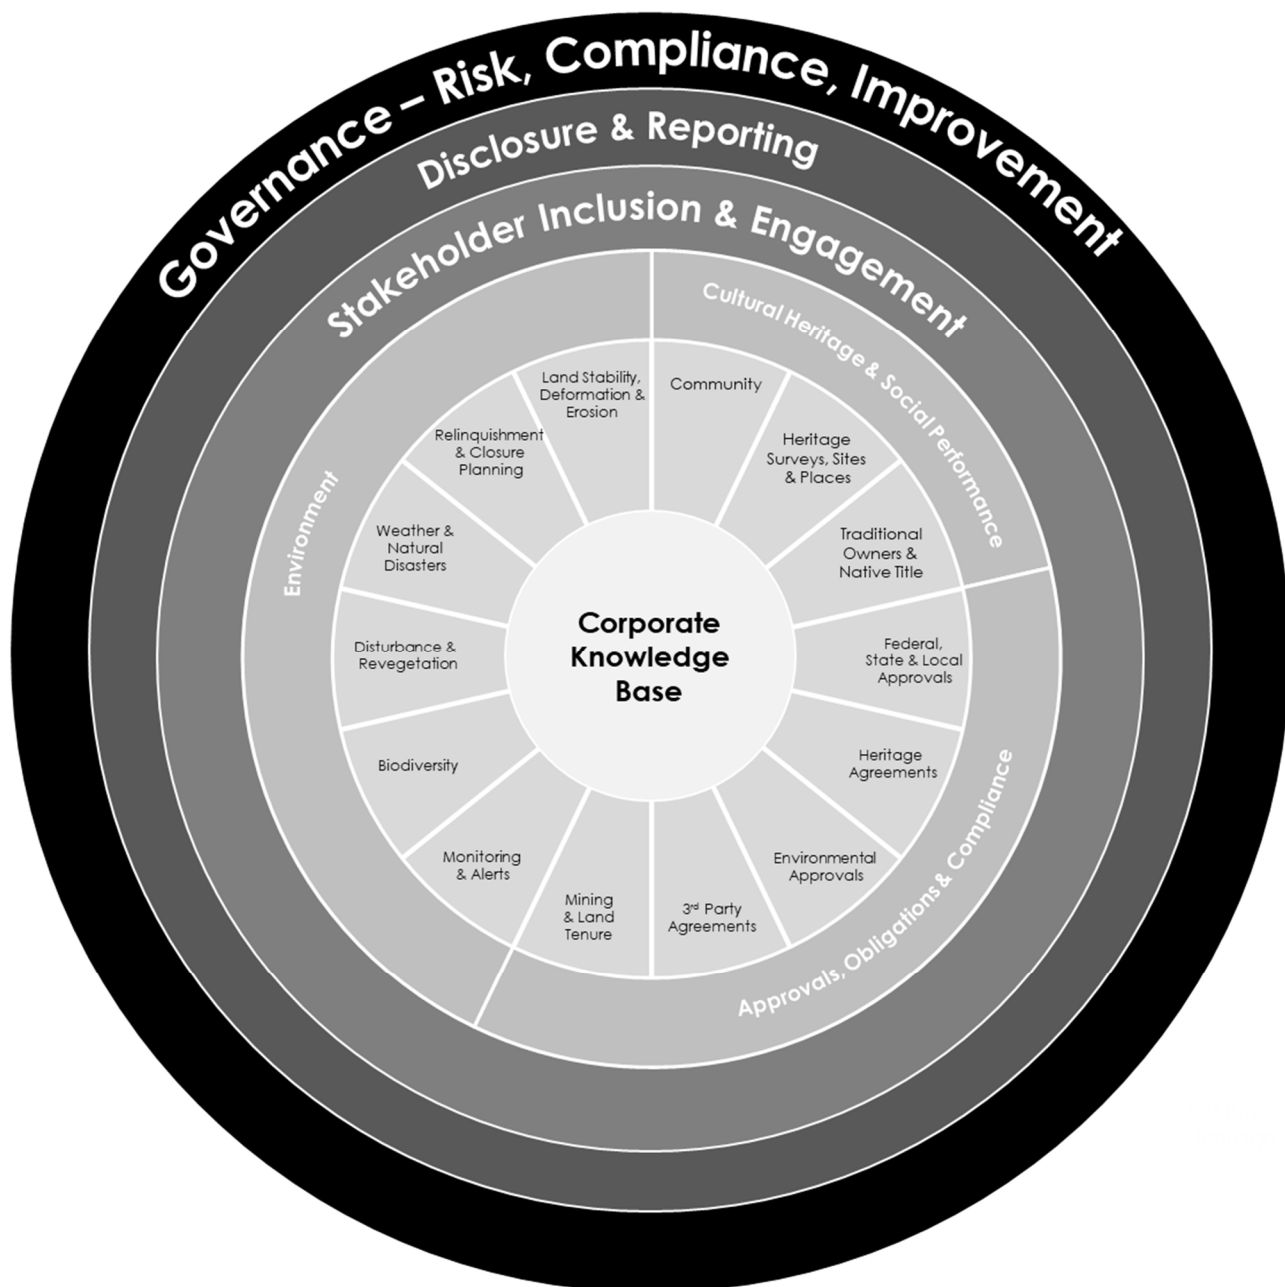 Governance – Risk, Compliance, Improvement
Disclosure & Reporting
Stakeholder Inclusion & Engagement
Cultural Heritage & Social Performance
Approvals, Obligations & Compliance
Environment
Community
Heritage
Surveys, Sites
& Places
Traditional
Owners &
Native Title
Federal,
State & Local
Approvals
Heritage
Agreements
Environmental
Approvals
3rd Party
Agreements
Mining
& Land
Tenure
Monitoring
& Alerts
Biodiversity
Disturbance &
Revegetation
Weather &
Natural
Disasters
Relinquishment
& Closure
Planning
Land Stability,
Deformation &
Erosion
Corporate
Knowledge
Base